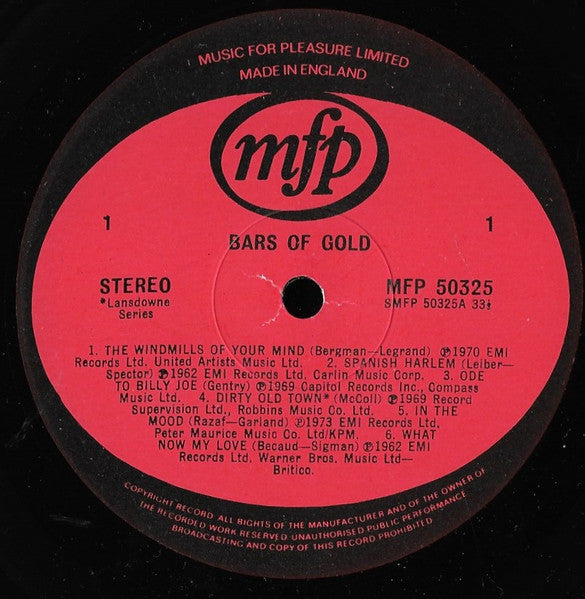 MUSIC FOR PLEASURE LIMITED
MADE IN ENGLAND
mfp
BARS OF GOLD
1 1
STEREO MFP 50325
*Lansdowne SMFP 50325A 33⅓
Series
1. THE WINDMILLS OF YOUR MIND (Bergman—Legrand) ℗1970 EMI
Records Ltd. United Artists Music Ltd. 2. SPANISH HARLEM (Leiber-
Spector) ℗1962 EMI Records Ltd, Carlin Music Corp. 3. ODE
TO BILLY JOE (Gentry) ℗1969 Capitol Records Inc., Compass
Music Ltd. 4. DIRTY OLD TOWN* (McColl) ℗1969 Record
Supervision Ltd., Robbins Music Co. Ltd. 5. IN THE
MOOD (Razaf—Garland) ℗1973 EMI Records Ltd,
Peter Maurice Music Co. Ltd/KPM. 6. WHAT
NOW MY LOVE (Becaud—Sigman) ℗1962 EMI
Records Ltd, Warner Bros. Music Ltd—
Britico.
COPYRIGHT RECORD ALL RIGHTS OF THE MANUFACTURER AND OF THE OWNER OF
THE RECORDED WORK RESERVED UNAUTHORISED PUBLIC PERFORMANCE
BROADCASTING AND COPY OF THIS RECORD PROHIBITED